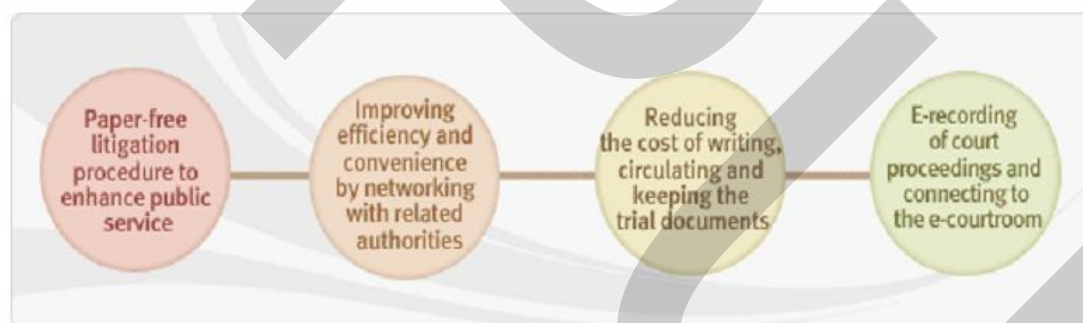 Paper-free
litigation
procedure to
enhance public
service
Improving
efficiency and
convenience
by networking
with related
authorities
Reducing
the cost of writing,
circulating and
keeping the
trial documents
E-recording
of court
proceedings and
connecting to
the e-courtroom